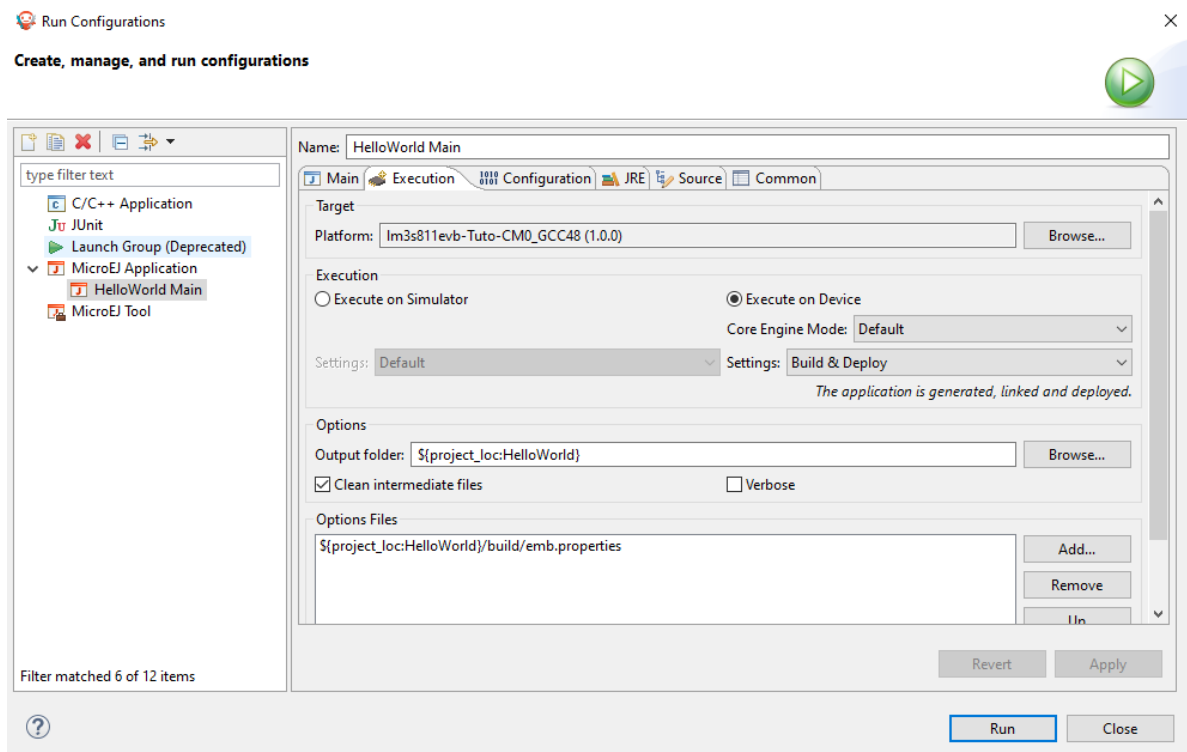 Run Configurations
Create, manage, and run configurations
type filter text
C/C++ Application
JUnit
Launch Group (Deprecated)
MicroEJ Application
HelloWorld Main
MicroEJ Tool
Filter matched 6 of 12 items
Name: HelloWorld Main
Main Execution Configuration JRE Source Common
Target
Platform: lm3s811evb-Tuto-CM0_GCC48 (1.0.0) Browse...
Execution
Execute on Simulator Execute on Device
Core Engine Mode: Default
Settings: Default Settings: Build & Deploy
The application is generated, linked and deployed.
Options
Output folder: ${project_loc:HelloWorld} Browse...
Clean intermediate files Verbose
Options Files
${project_loc:HelloWorld}/build/emb.properties
Add...
Remove
Up
Revert Apply
Run Close